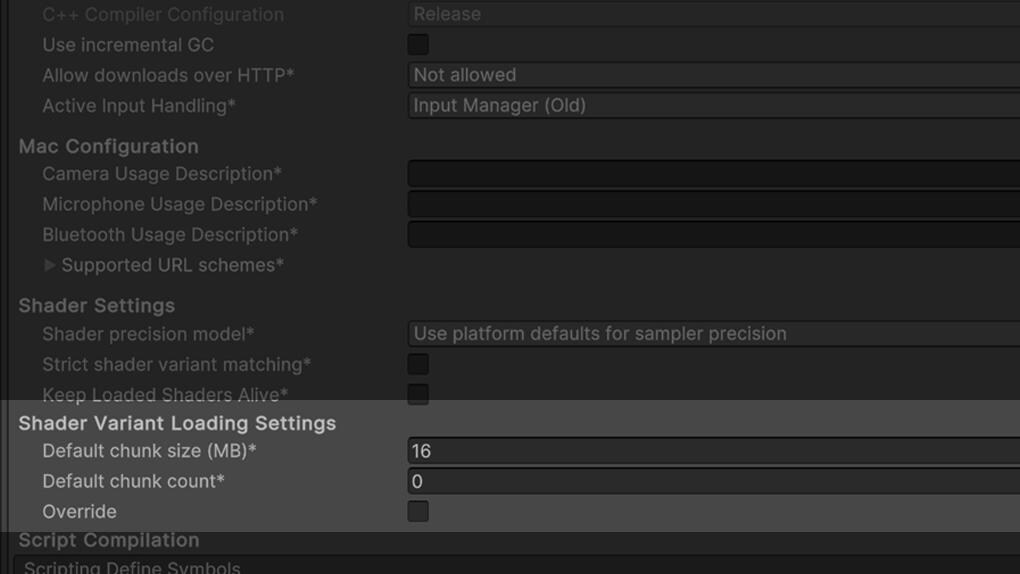 C++ Compiler Configuration Release
Use incremental GC
Allow downloads over HTTP* Not allowed
Active Input Handling* Input Manager (Old)
Mac Configuration
Camera Usage Description*
Microphone Usage Description*
Bluetooth Usage Description*
Supported URL schemes*
Shader Settings
Shader precision model* Use platform defaults for sampler precision
Strict shader variant matching*
Keep Loaded Shaders Alive*
Shader Variant Loading Settings
Default chunk size (MB)* 16
Default chunk count* 0
Override
Script Compilation
Scripting Define Symbols